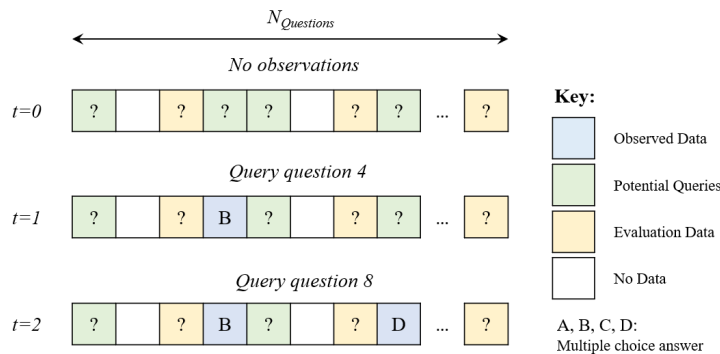 N_Questions
No observations
t=0 ? ? ? ? ? ? ... ?
Query question 4
t=1 ? ? B ? ? ? ... ?
Query question 8
t=2 ? ? B ? ? D ... ?
Key:
Observed Data
Potential Queries
Evaluation Data
No Data
A, B, C, D:
Multiple choice answer